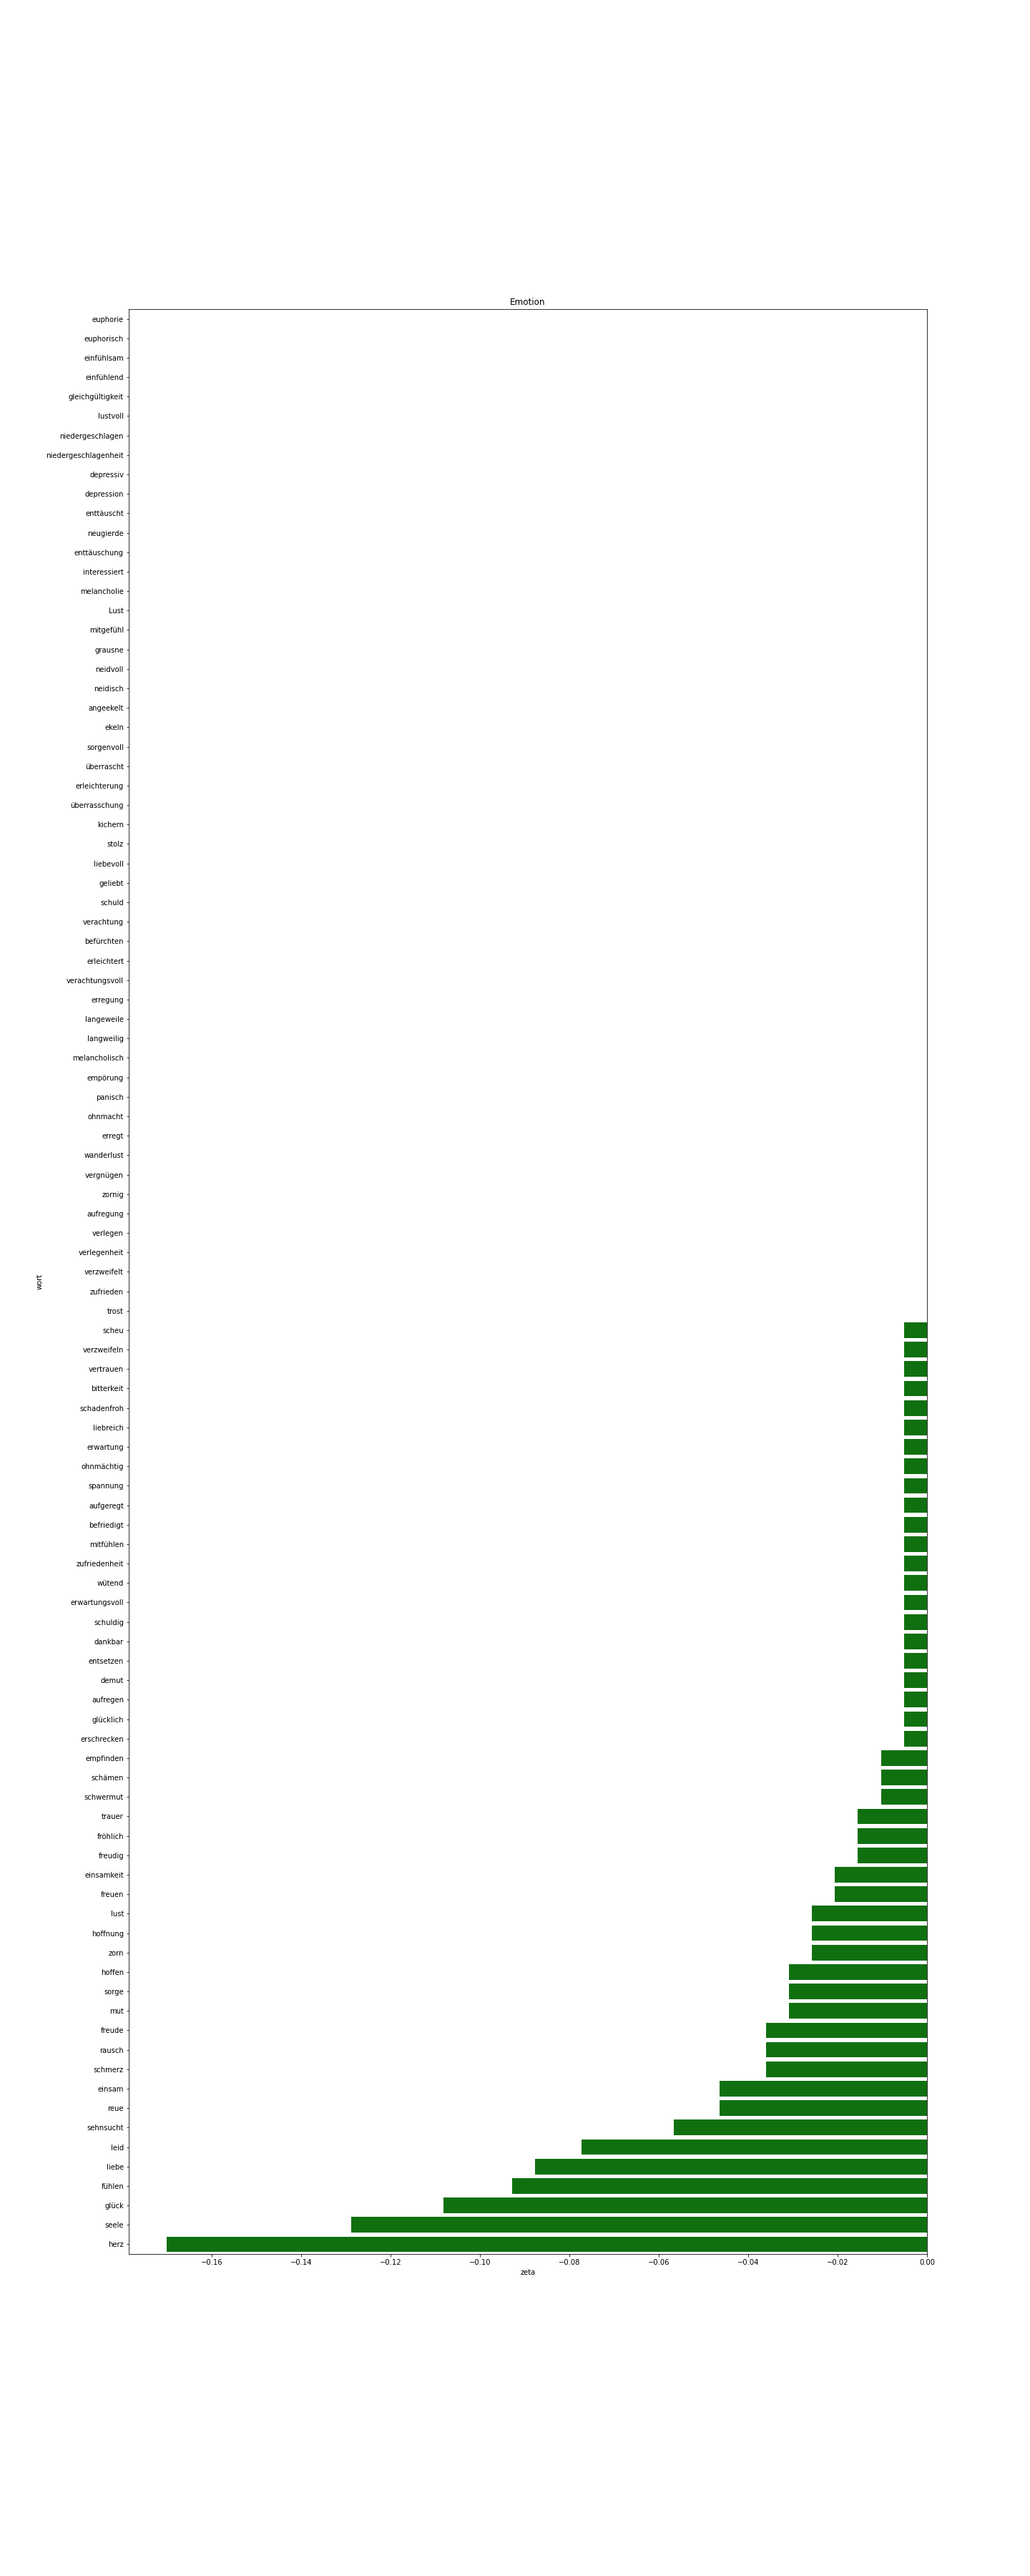 Emotion
euphorie
euphorisch
einfühlsam
einfühlend
gleichgültigkeit
lustvoll
niedergeschlagen
niedergeschlagenheit
depressiv
depression
enttäuscht
neugierde
enttäuschung
interessiert
melancholie
Lust
mitgefühl
grausne
neidvoll
neidisch
angeekelt
ekeln
sorgenvoll
überrascht
erleichterung
überrasschung
kichern
stolz
liebevoll
geliebt
schuld
verachtung
befürchten
erleichtert
verachtungsvoll
erregung
langeweile
langweilig
melancholisch
empörung
panisch
ohnmacht
erregt
wanderlust
vergnügen
zornig
aufregung
verlegen
verlegenheit
verzweifelt
wort
zufrieden
trost
scheu
verzweifeln
vertrauen
bitterkeit
schadenfroh
liebreich
erwartung
ohnmächtig
spannung
aufgeregt
befriedigt
mitfühlen
zufriedenheit
wütend
erwartungsvoll
schuldig
dankbar
entsetzen
demut
aufregen
glücklich
erschrecken
empfinden
schämen
schwermut
trauer
fröhlich
freudig
einsamkeit
freuen
lust
hoffnung
zorn
hoffen
sorge
mut
freude
rausch
schmerz
einsam
reue
sehnsucht
leid
liebe
fühlen
glück
seele
herz
−0.16 −0.14 −0.12 −0.10 −0.08 −0.06 −0.04 −0.02 0.00
zeta